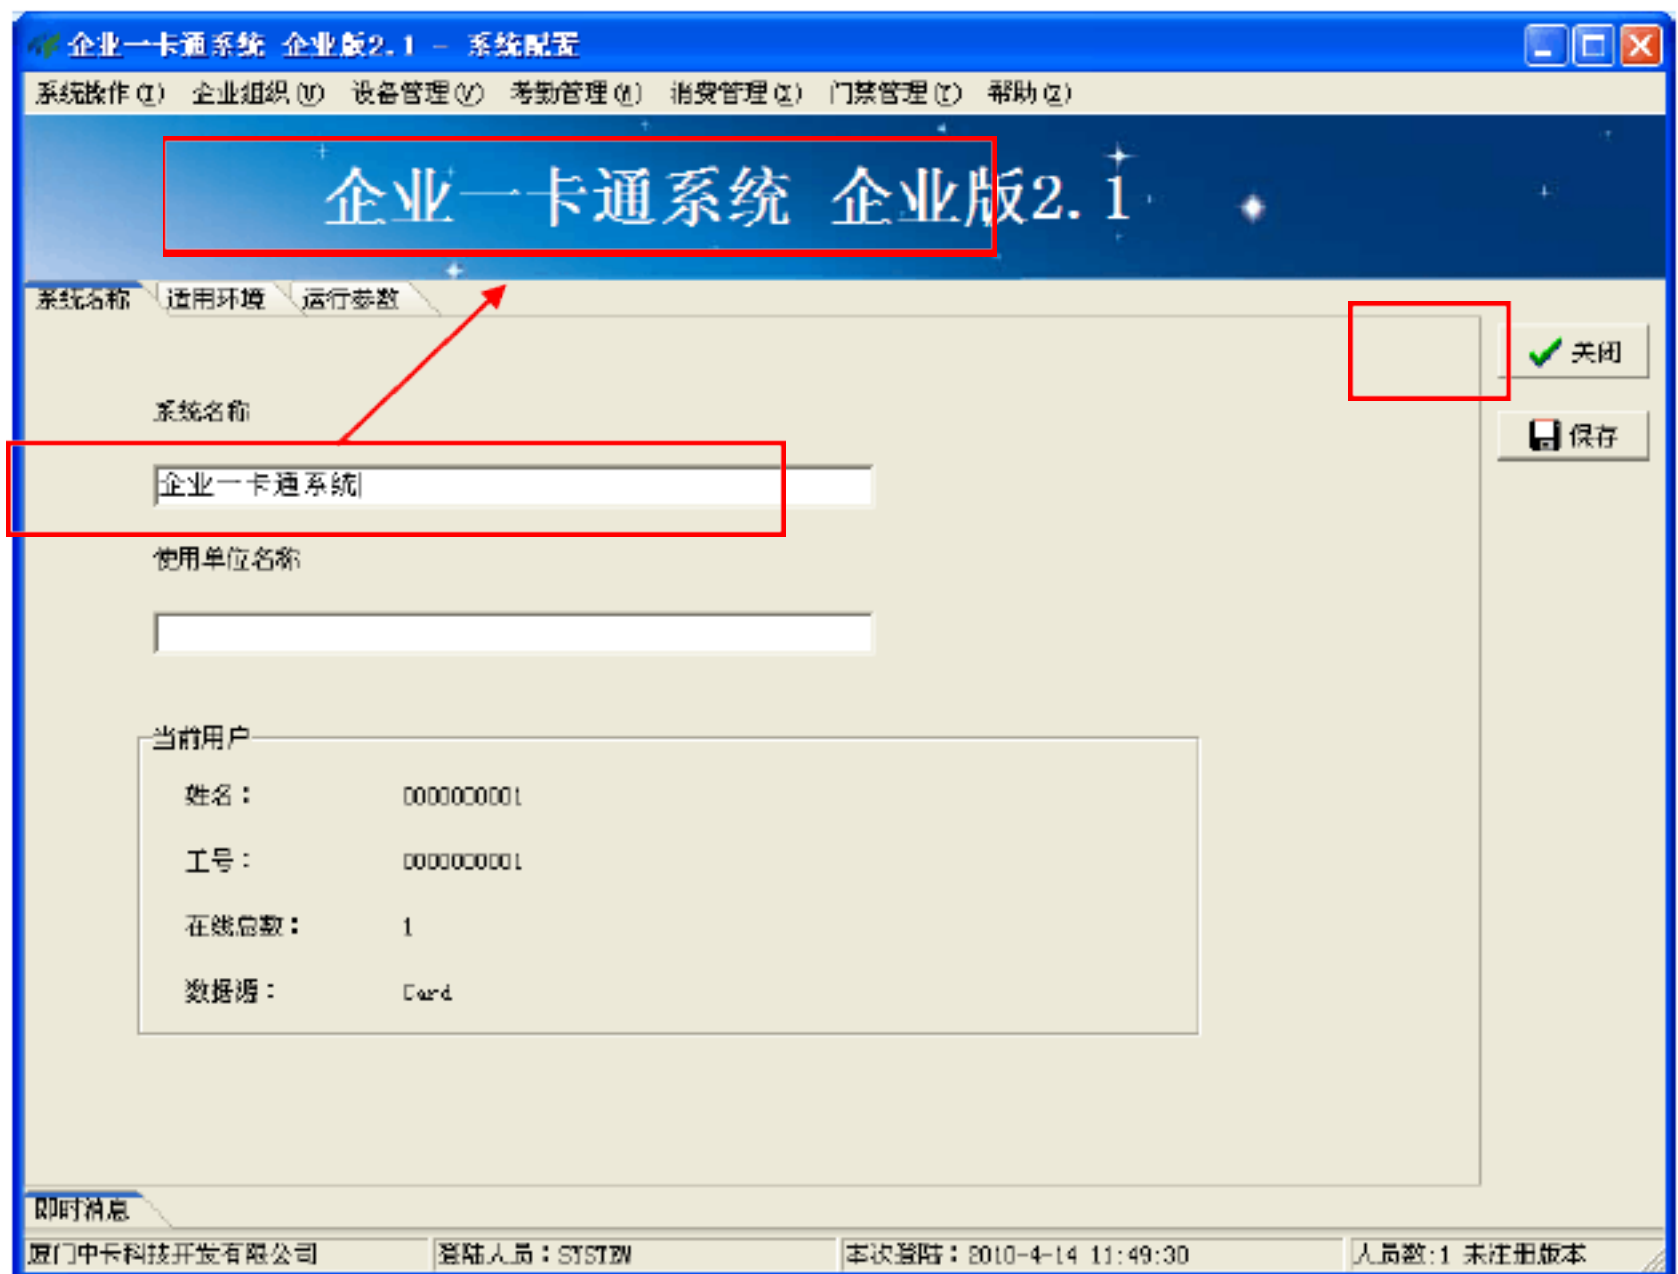 企业一卡通系统 企业版2.1 - 系统配置
系统操作(I) 企业组织(U) 设备管理(V) 考勤管理(W) 消费管理(X) 门禁管理(Y) 帮助(Z)
企业一卡通系统 企业版2.1
系统名称 适用环境 运行参数
关闭
系统名称
保存
企业一卡通系统
使用单位名称
当前用户
姓名: 0000000001
工号: 0000000001
在线总数: 1
数据源: Card
即时消息
厦门中卡科技开发有限公司 登陆人员:SYSTEM 本次登陆:2010-4-14 11:49:30 人员数:1 未注册版本